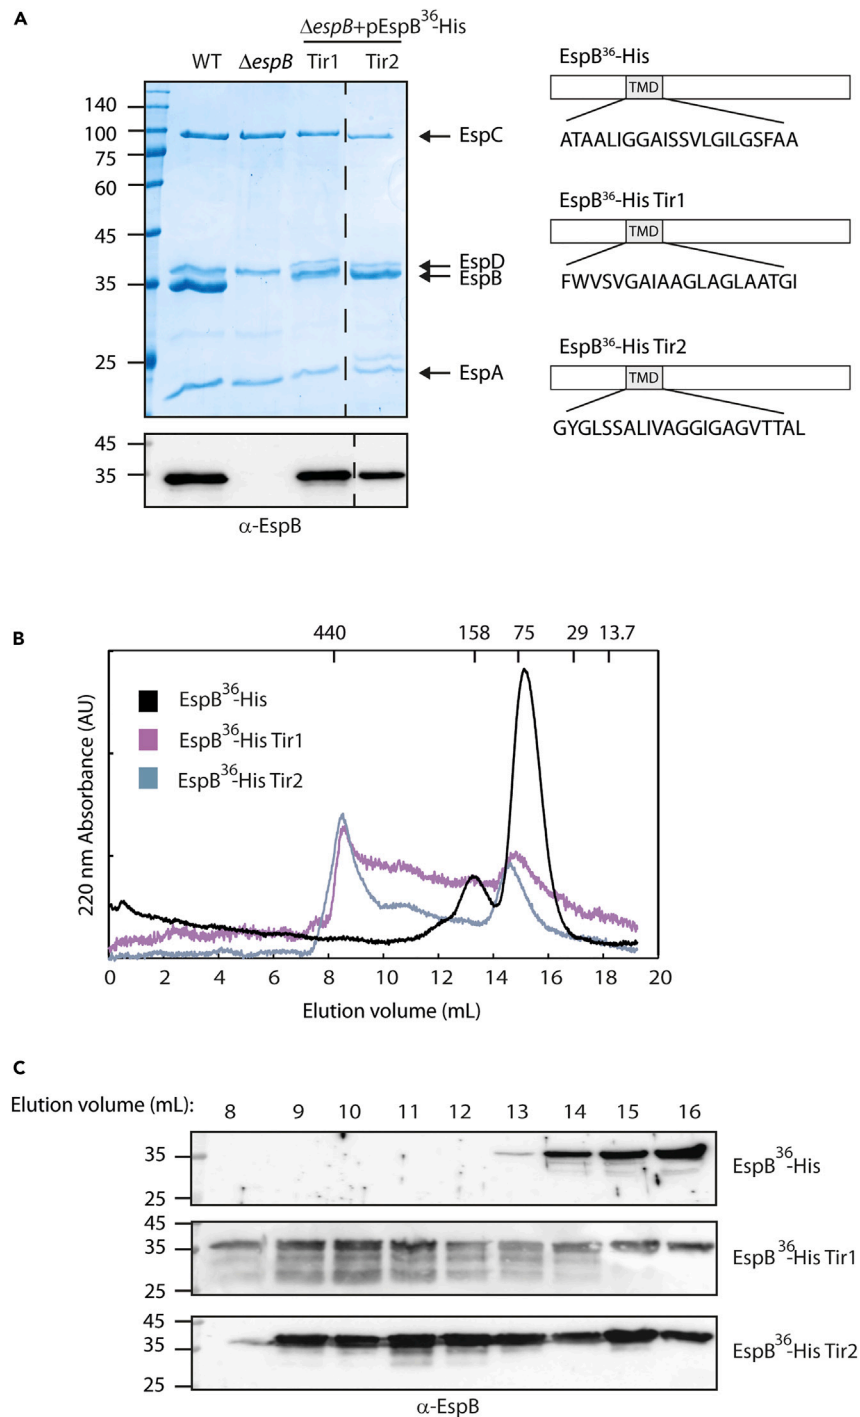 A
ΔespB+pEspB36-His
WT ΔespB Tir1 Tir2
140
100
75
60
45
35
25
EspC
EspD
EspB
EspA
45
35
α-EspB
EspB36-His
TMD
ATAALIGGAISSVLGILGSFAA
EspB36-His Tir1
TMD
FWVSVGAIAAGLAGLAATGI
EspB36-His Tir2
TMD
GYGLSSALIVAGGIGAGVTTAL
B
440 158 75 29 13.7
220 nm Absorbance (AU)
EspB36-His
EspB36-His Tir1
EspB36-His Tir2
0 2 4 6 8 10 12 14 16 18 20
Elution volume (mL)
C
Elution volume (mL): 8 9 10 11 12 13 14 15 16
35
25
EspB36-His
45
35
25
EspB36-His Tir1
45
35
25
EspB36-His Tir2
α-EspB